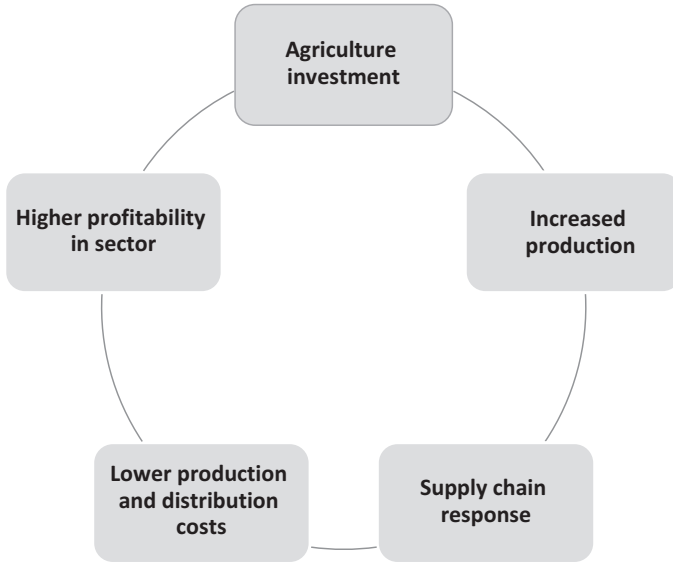 Agriculture
investment
Higher profitability
in sector
Increased
production
Lower production
and distribution
costs
Supply chain
response